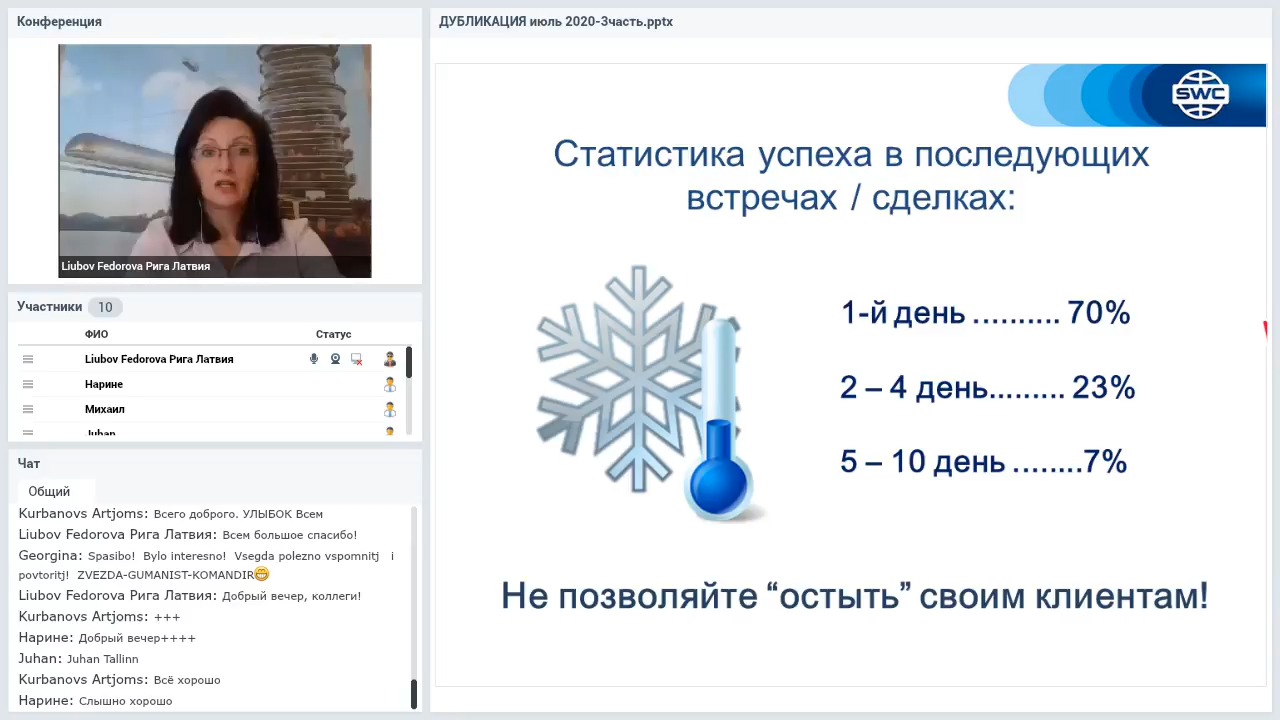 Конференция
Liubov Fedorova Рига Латвия
Участники 10
ФИО Статус
Liubov Fedorova Рига Латвия
Нарине
Михаил
Juhan
Чат
Общий
Kurbanovs Artjoms: Всего доброго. УЛЫБОК Всем
Liubov Fedorova Рига Латвия: Всем большое спасибо!
Georgina: Spasibo! Bylo interesno! Vsegda polezno vspomnitj i
povtoritj! ZVEZDA-GUMANIST-KOMANDIR😁
Liubov Fedorova Рига Латвия: Добрый вечер, коллеги!
Kurbanovs Artjoms: +++
Нарине: Добрый вечер++++
Juhan: Juhan Tallinn
Kurbanovs Artjoms: Всё хорошо
Нарине: Слышно хорошо
ДУБЛИКАЦИЯ июль 2020-3часть.pptx
SWC
Статистика успеха в последующих
встречах / сделках:
1-й день .......... 70%
2 – 4 день......... 23%
5 – 10 день ........7%
Не позволяйте “остыть” своим клиентам!